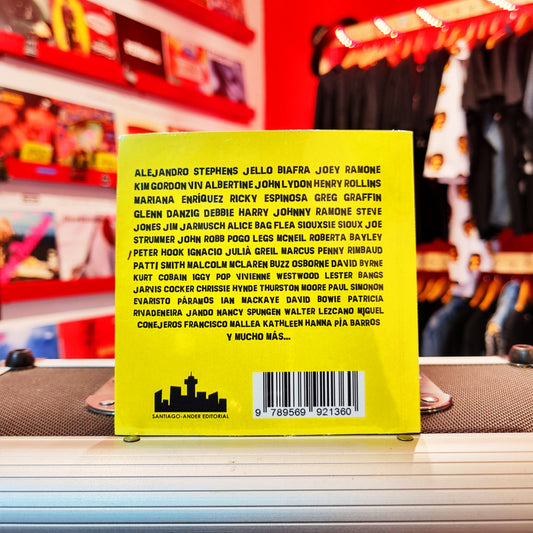 ALEJANDRO STEPHENS JELLO BIAFRA JOEY RAMONE
KIM GORDON VIV ALBERTINE JOHN LYDON HENRY ROLLINS
MARIANA ENRÍQUEZ RICKY ESPINOSA GREG GRAFFIN
GLENN DANZIG DEBBIE HARRY JOHNNY RAMONE STEVE
JONES JIM JARMUSCH ALICE BAG FLEA SIOUXSIE SIOUX JOE
STRUMMER JOHN ROBB POGO LEGS MCNEIL ROBERTA BAYLEY
PETER HOOK IGNACIO JULIÀ GREIL MARCUS PENNY RIMBAUD
PATTI SMITH MALCOLM MCLAREN BUZZ OSBORNE DAVID BYRNE
KURT COBAIN IGGY POP VIVIENNE WESTWOOD LESTER BANGS
JARVIS COCKER CHRISSIE HYNDE THURSTON MOORE PAUL SIMONON
EVARISTO PÁRAMOS IAN MACKAYE DAVID BOWIE PATRICIA
RIVADENEIRA JANDO NANCY SPUNGEN WALTER LEZCANO MIGUEL
CONEJEROS FRANCISCO MALLEA KATHLEEN HANNA PÍA BARROS
Y MUCHO MÁS...
SANTIAGO-ANDER EDITORIAL
9 789569 921360